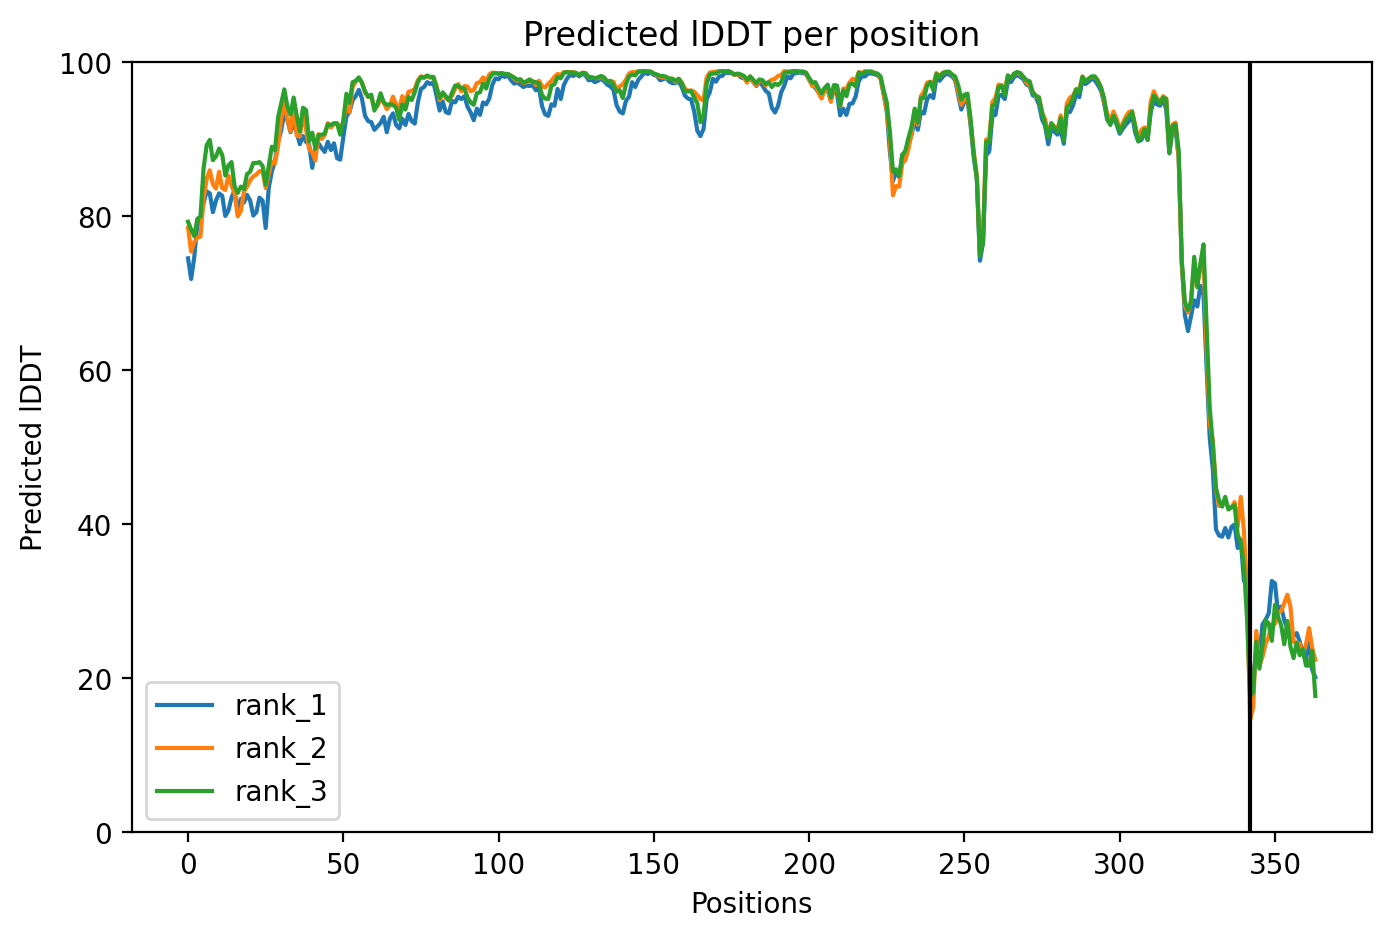 Predicted lDDT per position
Predicted lDDT
100
80
60
40
20
0
rank_1
rank_2
rank_3
0 50 100 150 200 250 300 350
Positions